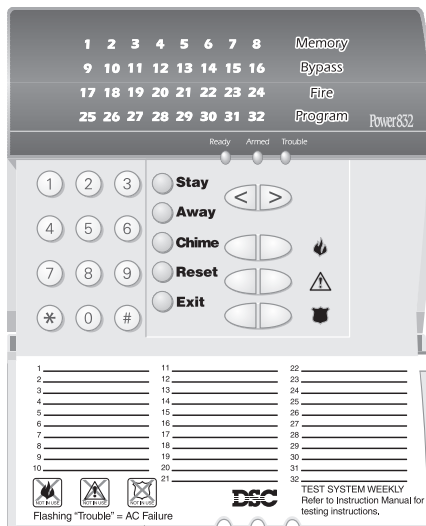 1 2 3 4 5 6 7 8 Memory
9 10 11 12 13 14 15 16 Bypass
17 18 19 20 21 22 23 24 Fire
25 26 27 28 29 30 31 32 Program
Power832
Ready Armed Trouble
1 2 3 Stay
< >
Away
4 5 6 Chime
7 8 9 Reset
* 0 # Exit
1 11 22
2 12 23
3 13 24
4 14 25
5 15 26
6 16 27
7 17 28
8 18 29
9 19 30
10 20 31
21 32
NOT IN USE NOT IN USE NOT IN USE
Flashing "Trouble" = AC Failure
DSC
TEST SYSTEM WEEKLY
Refer to Instruction Manual for
testing instructions.